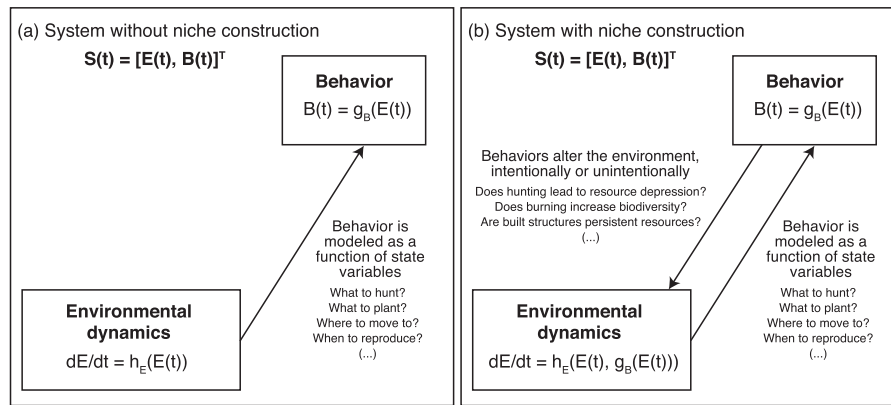 (a) System without niche construction
S(t) = [E(t), B(t)]ᵀ
Behavior
B(t) = g_B(E(t))
Behavior is
modeled as a
function of state
variables
What to hunt?
What to plant?
Where to move to?
When to reproduce?
(...)
Environmental
dynamics
dE/dt = h_E(E(t))
(b) System with niche construction
S(t) = [E(t), B(t)]ᵀ
Behavior
B(t) = g_B(E(t))
Behaviors alter the environment,
intentionally or unintentionally
Does hunting lead to resource depression?
Does burning increase biodiversity?
Are built structures persistent resources?
(...)
Behavior is
modeled as a
function of state
variables
What to hunt?
What to plant?
Where to move to?
When to reproduce?
(...)
Environmental
dynamics
dE/dt = h_E(E(t), g_B(E(t)))